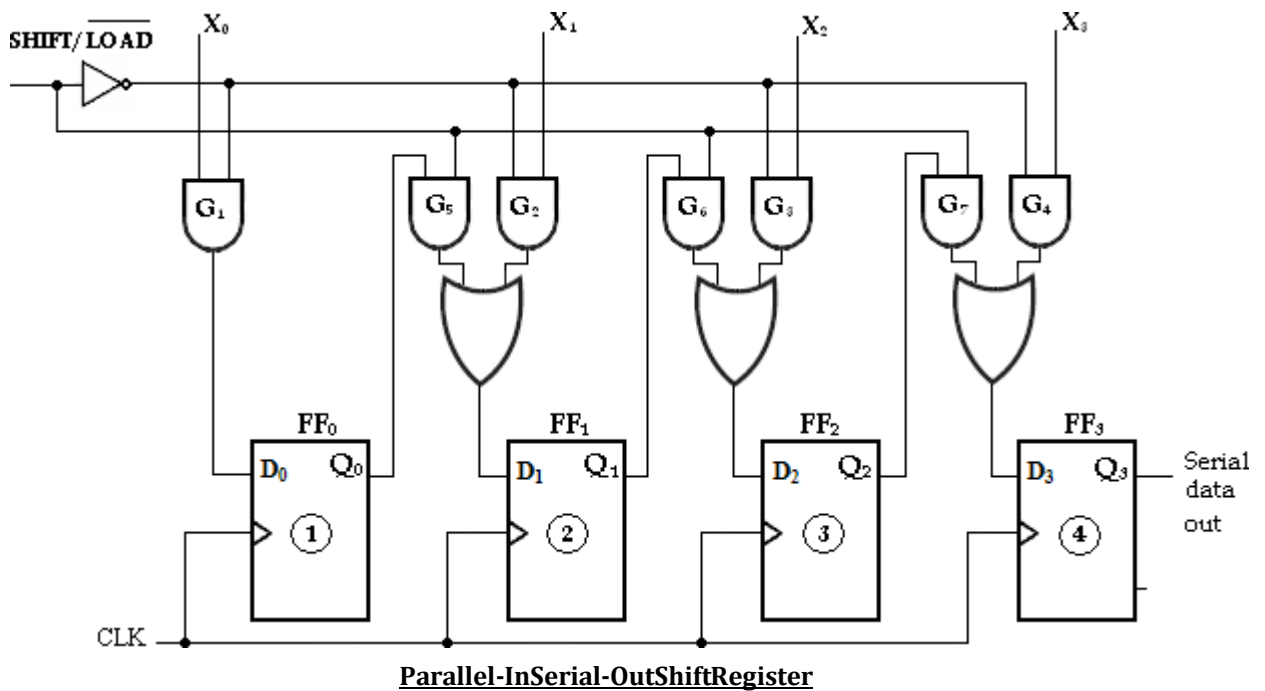 SHIFT/LOAD
X₀
X₁
X₂
X₃
G₁
G₅
G₂
G₆
G₃
G₇
G₄
FF₀
FF₁
FF₂
FF₃
D₀
Q₀
D₁
Q₁
D₂
Q₂
D₃
Q₃
1
2
3
4
Serial
data
out
CLK
Parallel-InSerial-OutShiftRegister